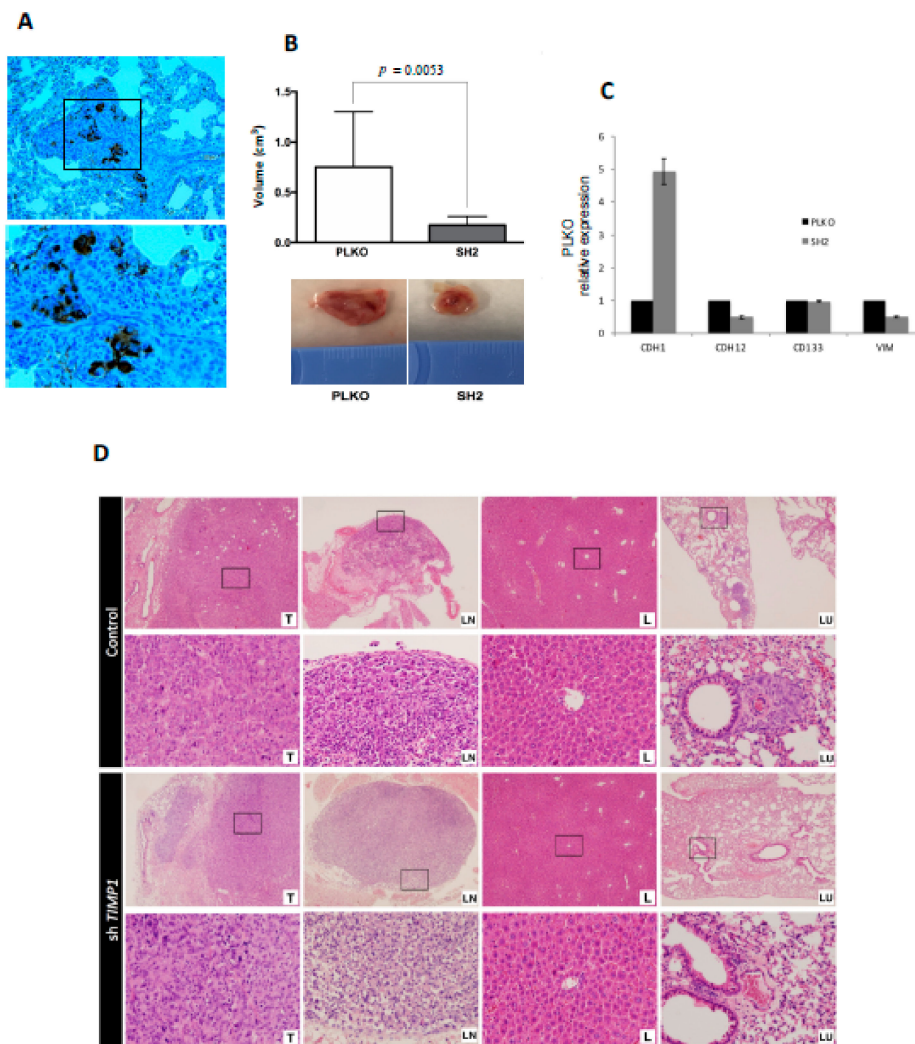 A
B
p = 0.0053
Volume (cm³)
1.5
1.0
0.5
0.0
PLKO
SH2
PLKO
SH2
C
PLKO
relative expression
6
5
4
3
2
1
0
PLKO
SH2
CDH1
CDH12
CD133
VIM
D
Control
T
LN
L
LU
T
LN
L
LU
sh TIMP1
T
LN
L
LU
T
LN
L
LU